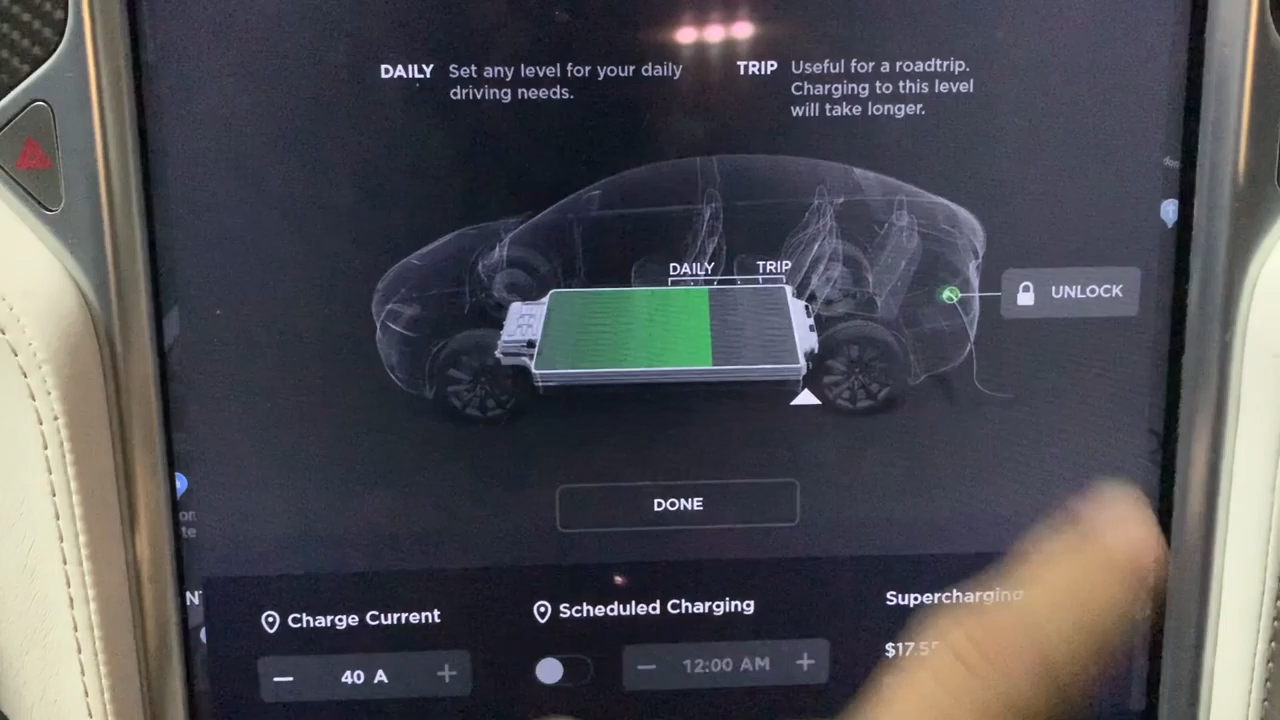 DAILY Set any level for your daily
driving needs.
TRIP Useful for a roadtrip.
Charging to this level
will take longer.
DAILY TRIP
UNLOCK
DONE
Charge Current
Scheduled Charging
Supercharging
− 40 A +
− 12:00 AM +